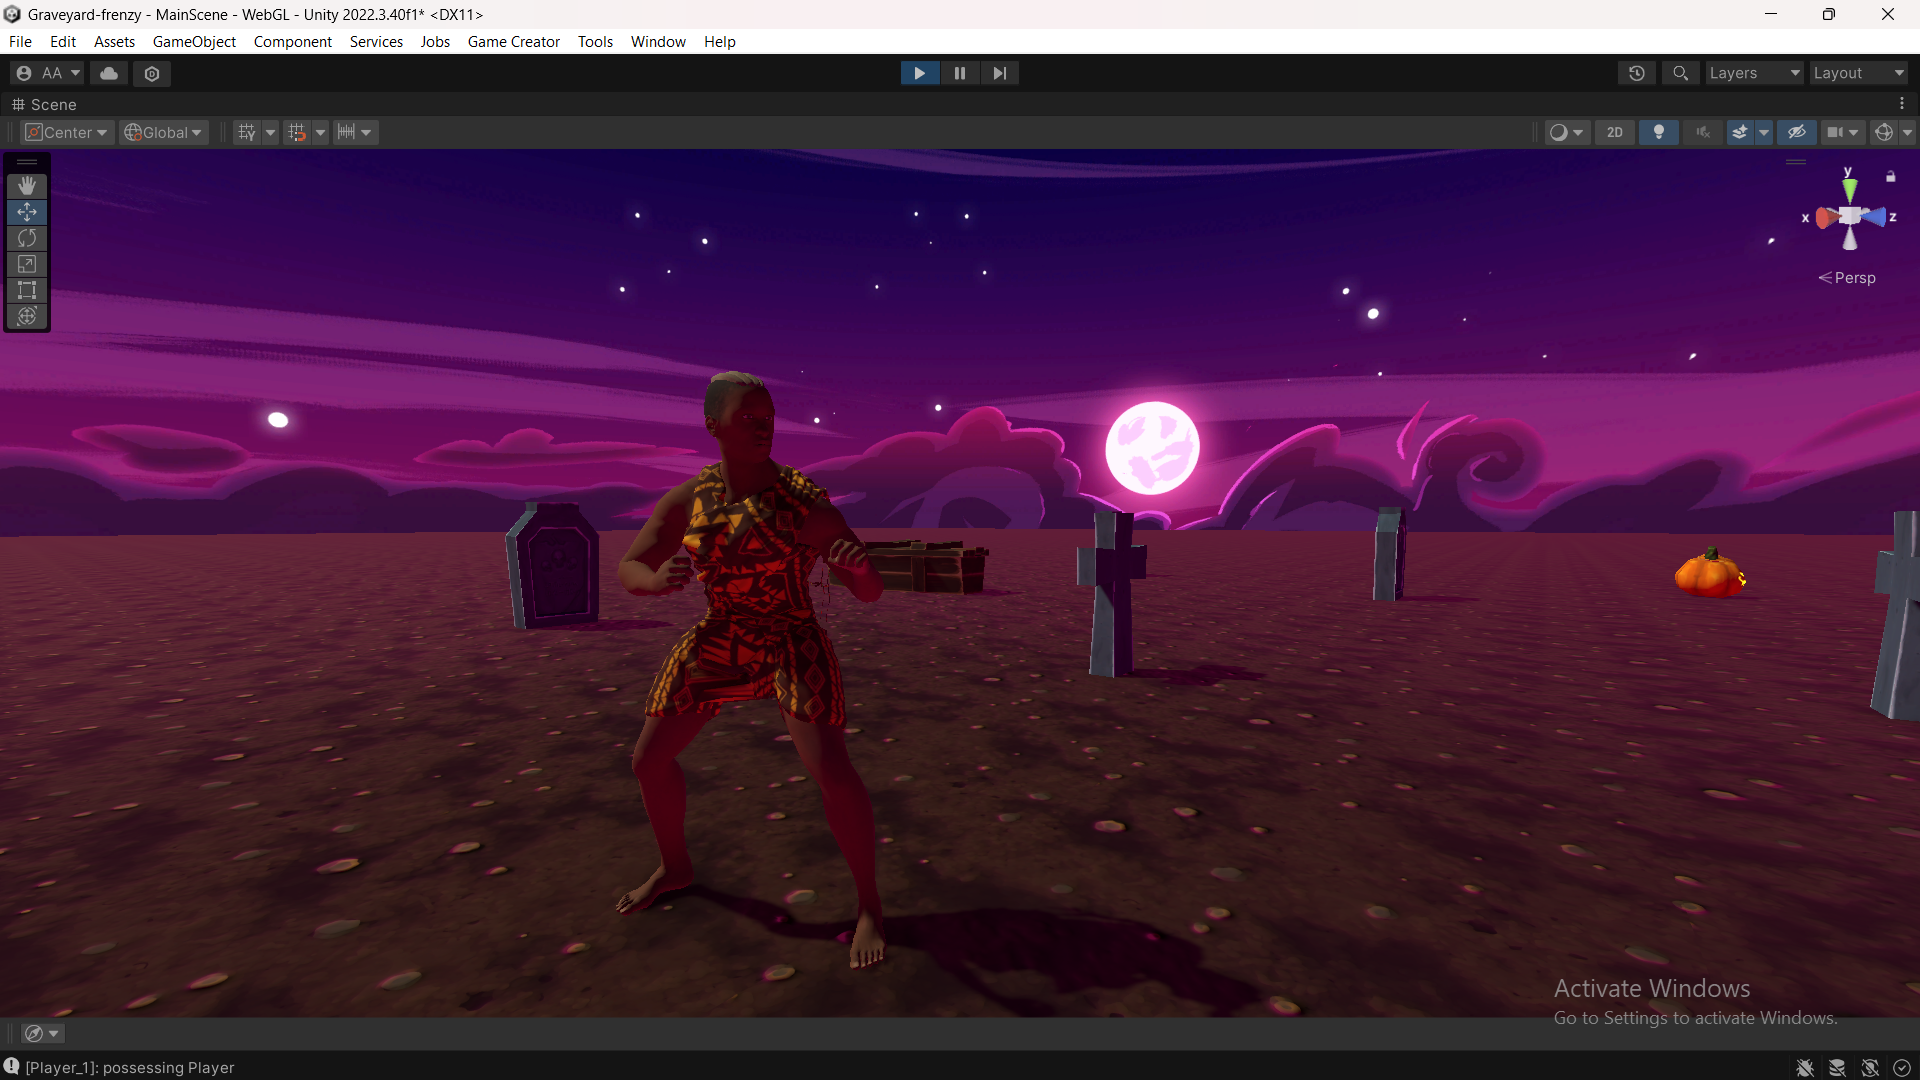 Graveyard-frenzy - MainScene - WebGL - Unity 2022.3.40f1* <DX11>
File Edit Assets GameObject Component Services Jobs Game Creator Tools Window Help
AA
Layers
Layout
Scene
Center
Global
2D
y
x
z
Persp
Activate Windows
Go to Settings to activate Windows.
[Player_1]: possessing Player